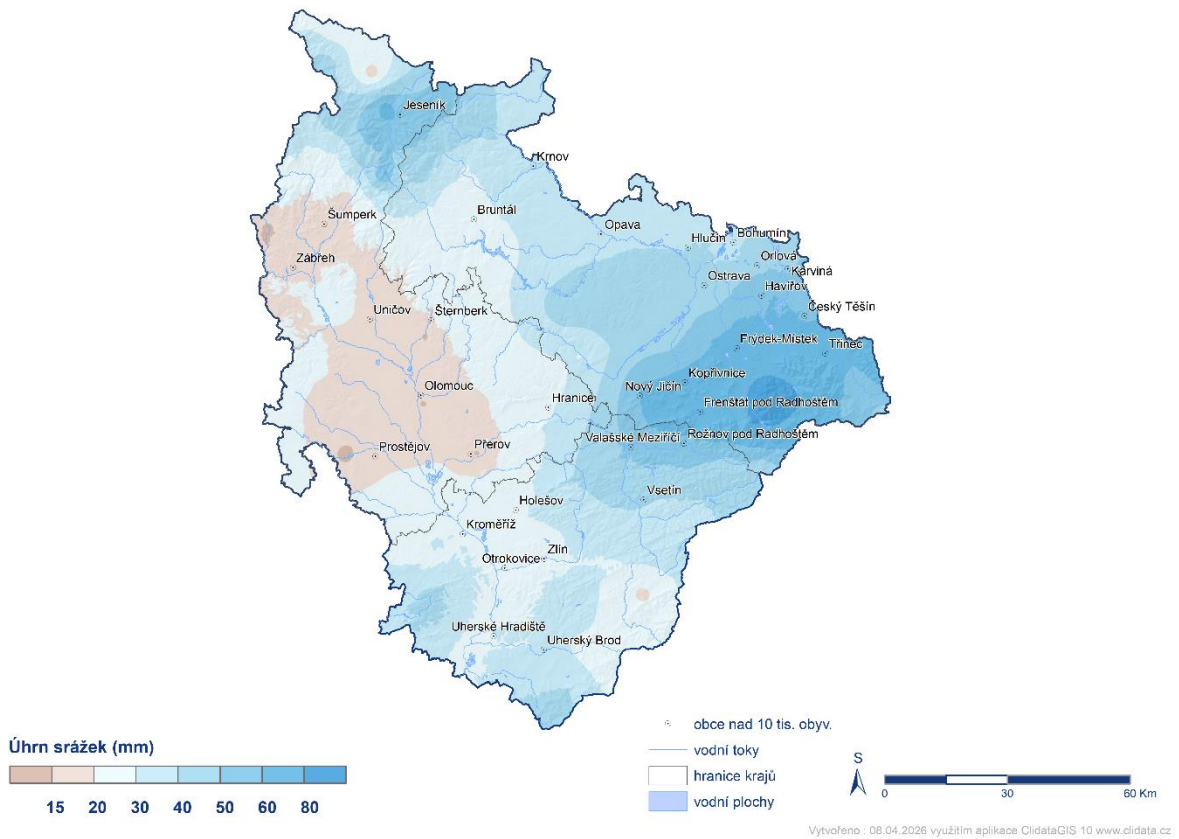 Jeseník
Krnov
Šumperk
Bruntál
Opava
Hlučín
Bohumín
Zábřeh
Orlová
Karviná
Ostrava
Havířov
Uničov
Šternberk
Český Těšín
Frýdek-Místek
Třinec
Kopřivnice
Olomouc
Nový Jičín
Hranice
Frenštát pod Radhoštěm
Valašské Meziříčí
Rožnov pod Radhoštěm
Prostějov
Přerov
Vsetín
Holešov
Kroměříž
Zlín
Otrokovice
Uherské Hradiště
Uherský Brod
Úhrn srážek (mm)
15 20 30 40 50 60 80
obce nad 10 tis. obyv.
vodní toky
hranice krajů
vodní plochy
S
0 30 60 Km
Vytvořeno : 08.04.2026 využitím aplikace ClidataGIS 10 www.clidata.cz